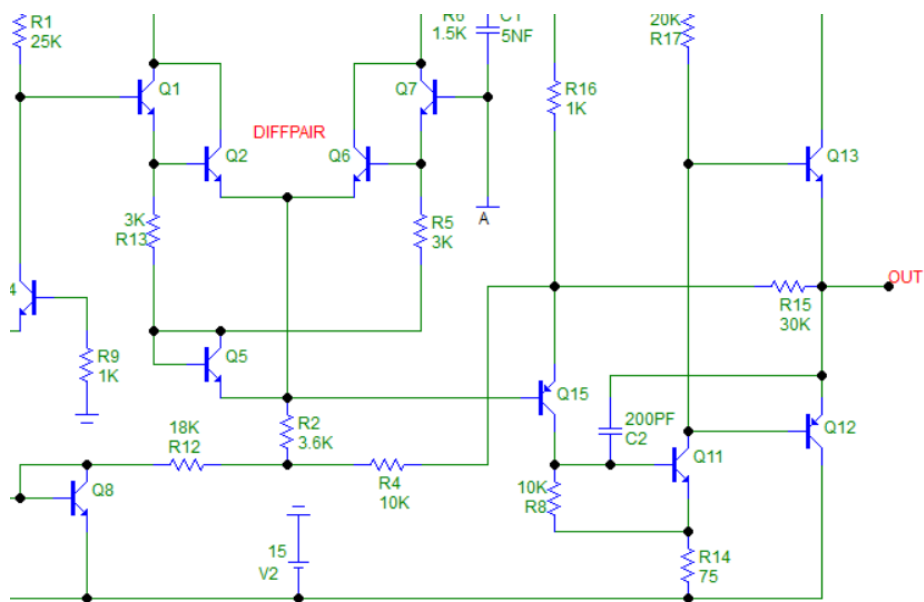 R1
25K
Q1
DIFFPAIR
Q2
3K
R13
R6
1.5K
C1
5NF
Q7
Q6
A
R5
3K
R16
1K
20K
R17
Q13
OUT
R15
30K
4
R9
1K
Q5
R2
3.6K
Q15
200PF
C2
Q12
18K
R12
Q8
R4
10K
10K
R8
Q11
15
V2
R14
75